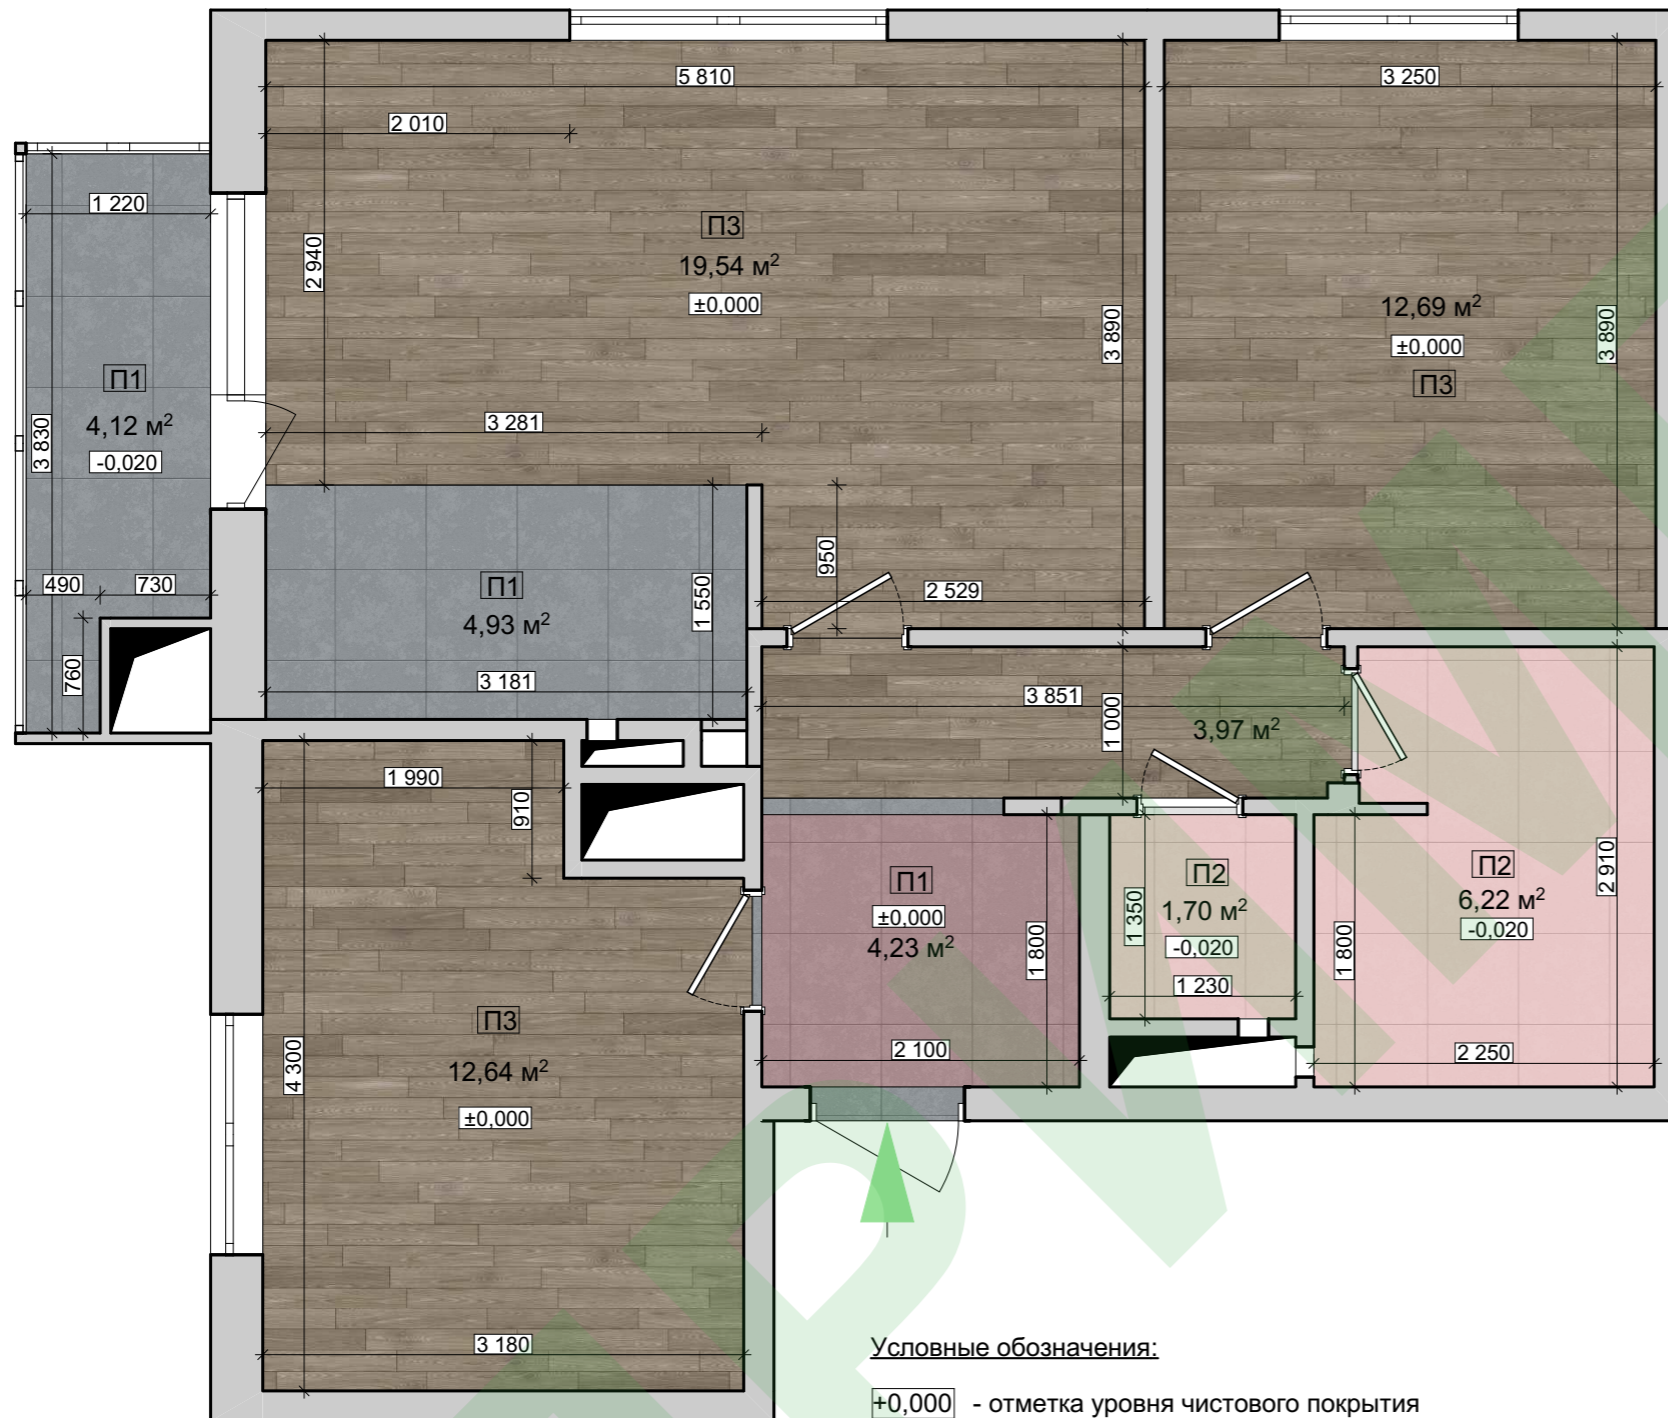 5 810
3 250
2 010
1 220
2 940
П3
19,54 м²
±0,000
3 890
12,69 м²
±0,000
П3
3 890
П1
4,12 м²
-0,020
3 830
3 281
490
730
760
П1
4,93 м²
1 550
950
2 529
3 181
3 851
1 000
3,97 м²
1 990
910
П1
±0,000
4,23 м²
1 800
2 100
П2
1,70 м²
-0,020
1 350
1 230
П2
6,22 м²
-0,020
2 910
1 800
2 250
П3
12,64 м²
±0,000
4 300
3 180
Условные обозначения:
+0,000 - отметка уровня чистового покрытия